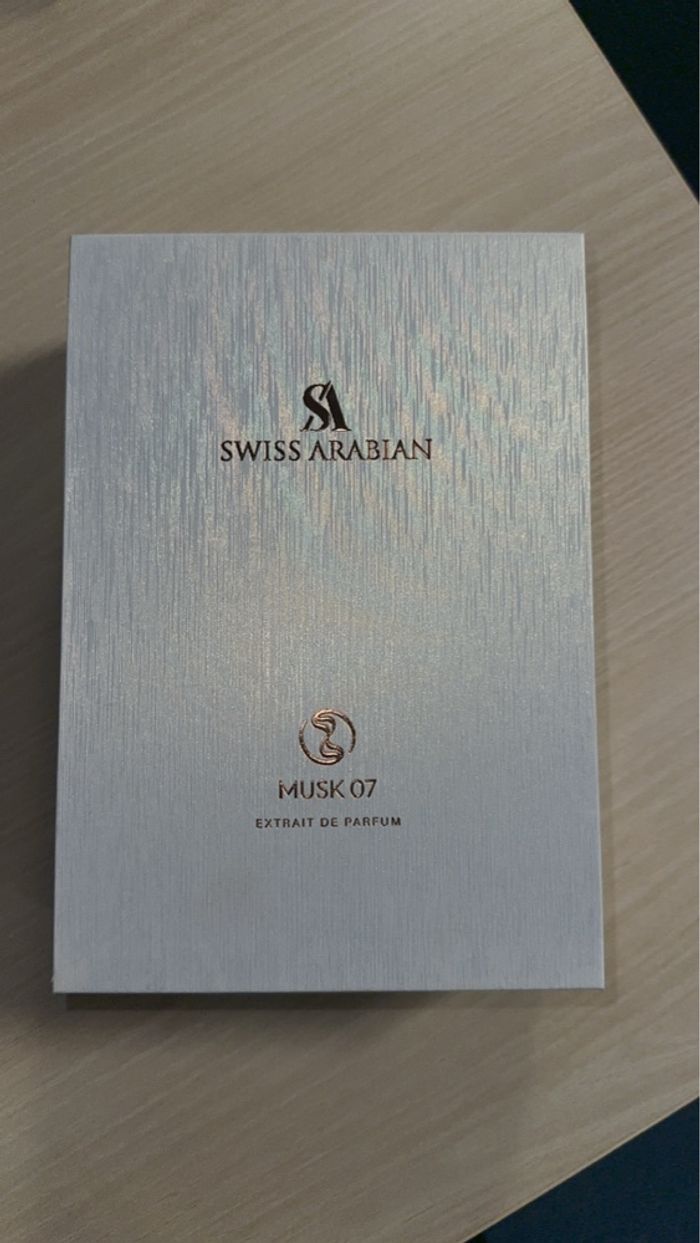 SA
SWISS ARABIAN
MUSK 07
EXTRAIT DE PARFUM